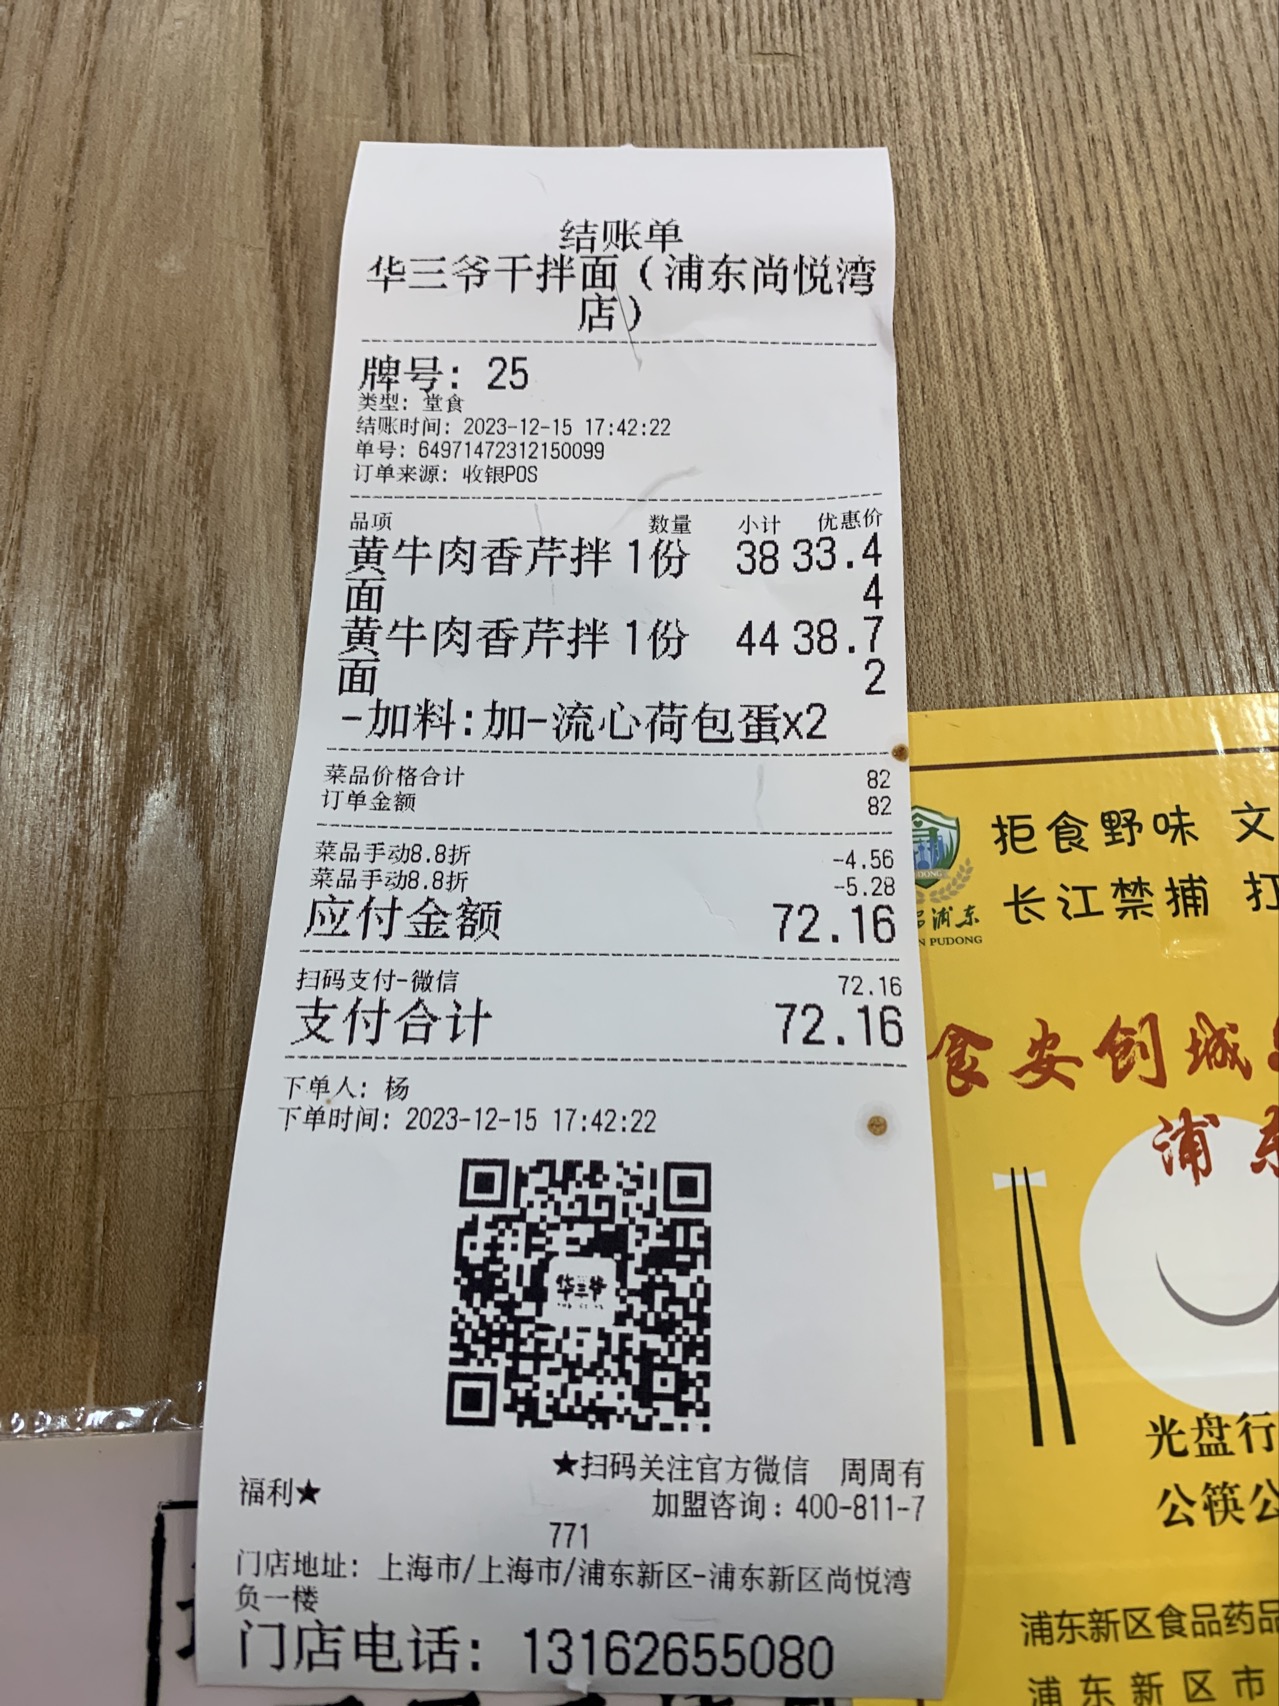 结账单
华三爷干拌面（浦东尚悦湾
店）
牌号: 25
类型: 堂食
结账时间: 2023-12-15 17:42:22
单号: 64971472312150099
订单来源: 收银POS
品项 数量 小计 优惠价
黄牛肉香芹拌 1份 38 33.4
面 4
黄牛肉香芹拌 1份 44 38.7
面 2
-加料:加-流心荷包蛋x2
菜品价格合计 82
订单金额 82
菜品手动8.8折 -4.56
菜品手动8.8折 -5.28
应付金额 72.16
扫码支付-微信 72.16
支付合计 72.16
下单人: 杨
下单时间: 2023-12-15 17:42:22
华三爷
★扫码关注官方微信 周周有
福利★ 加盟咨询：400-811-7
771
门店地址: 上海市/上海市/浦东新区-浦东新区尚悦湾
负一楼
门店电话: 13162655080
拒食野味 文
长江禁捕 打
浦东
PUDONG
食安创城
浦东
光盘行
公筷公
浦东新区食品药品
浦东新区市